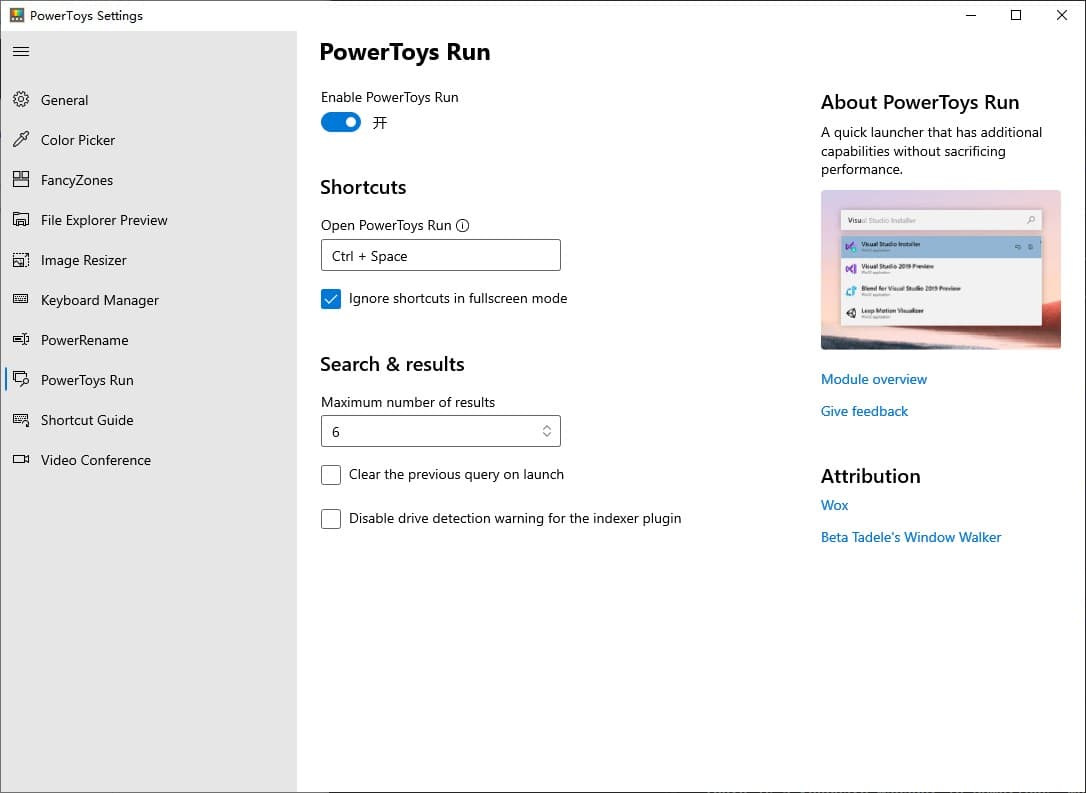 PowerToys Settings
General
Color Picker
FancyZones
File Explorer Preview
Image Resizer
Keyboard Manager
PowerRename
PowerToys Run
Shortcut Guide
Video Conference
PowerToys Run
Enable PowerToys Run
开
Shortcuts
Open PowerToys Run
Ctrl + Space
Ignore shortcuts in fullscreen mode
Search & results
Maximum number of results
6
Clear the previous query on launch
Disable drive detection warning for the indexer plugin
About PowerToys Run
A quick launcher that has additional
capabilities without sacrificing
performance.
Visual Studio Installer
Visual Studio Installer
Visual Studio 2019 Preview
Blend for Visual Studio 2019 Preview
Leap Motion Visualizer
Module overview
Give feedback
Attribution
Wox
Beta Tadele's Window Walker